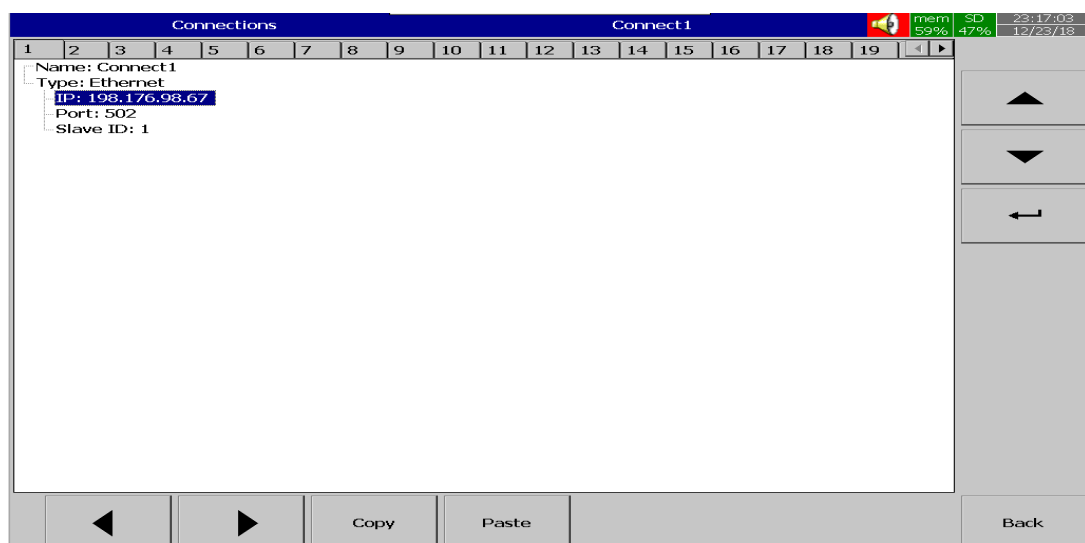 Connections Connect1 mem 59% SD 47% 23:17:03 12/23/18
1 2 3 4 5 6 7 8 9 10 11 12 13 14 15 16 17 18 19
Name: Connect1
Type: Ethernet
IP: 198.176.98.67
Port: 502
Slave ID: 1
Copy Paste Back